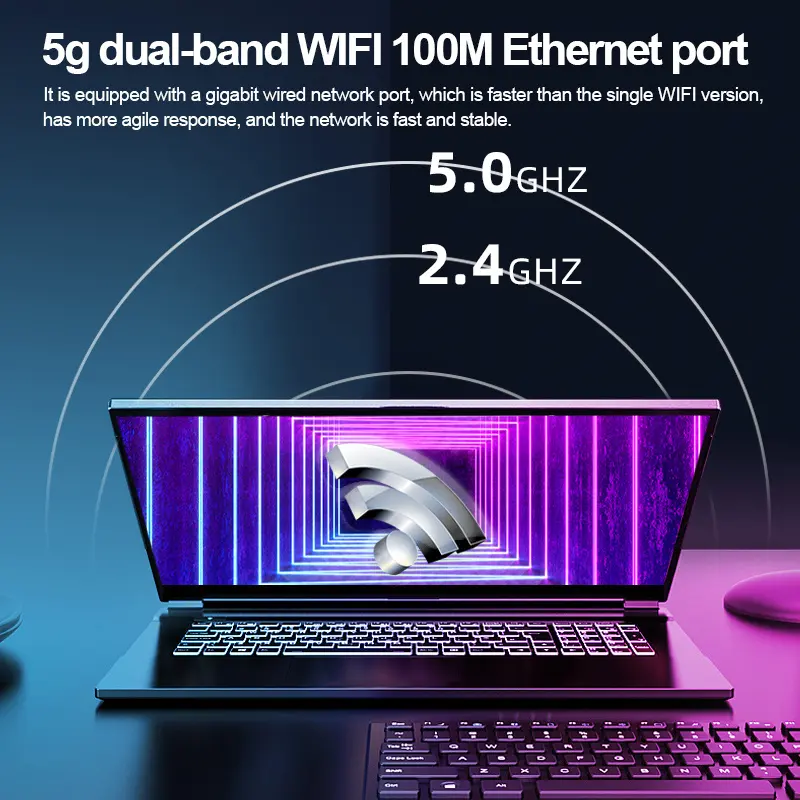 5g dual-band WIFI 100M Ethernet port
It is equipped with a gigabit wired network port, which is faster than the single WIFI version,
has more agile response, and the network is fast and stable.
5.0GHZ
2.4GHZ